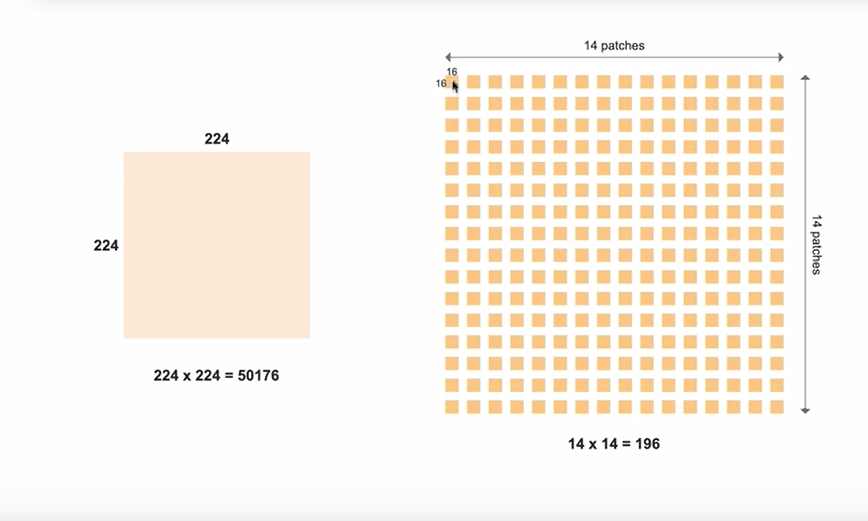 224
224
224 x 224 = 50176
14 patches
16
16
14 patches
14 x 14 = 196